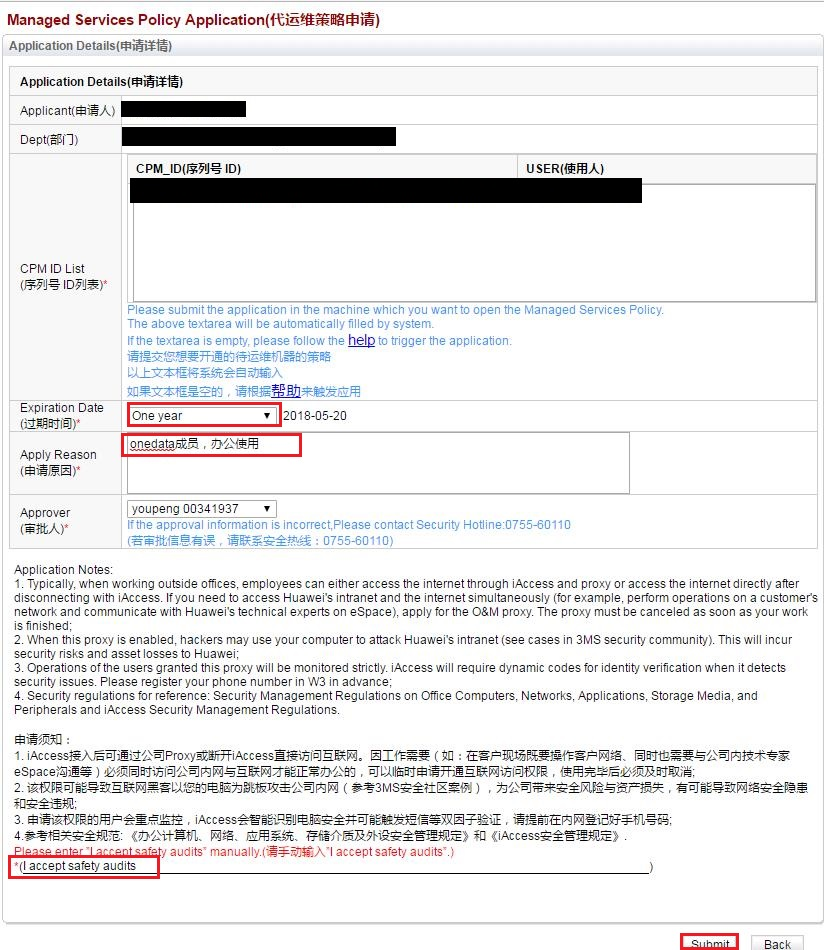 Managed Services Policy Application(代运维策略申请)
Application Details(申请详情)
Application Details(申请详情)
Applicant(申请人)
Dept(部门)
CPM_ID(序列号 ID) USER(使用人)
CPM ID List
(序列号 ID列表)*
Please submit the application in the machine which you want to open the Managed Services Policy.
The above textarea will be automatically filled by system.
If the textarea is empty, please follow the help to trigger the application.
请提交您想要开通的待运维机器的策略
以上文本框将系统会自动输入
如果文本框是空的，请根据帮助来触发应用
Expiration Date
(过期时间)*
One year 2018-05-20
Apply Reason
(申请原因)*
onedata成员，办公使用
Approver
(审批人)*
youpeng 00341937
If the approval information is incorrect,Please contact Security Hotline:0755-60110
(若审批信息有误，请联系安全热线：0755-60110)
Application Notes:
1. Typically, when working outside offices, employees can either access the internet through iAccess and proxy or access the internet directly after
disconnecting with iAccess. If you need to access Huawei's intranet and the internet simultaneously (for example, perform operations on a customer's
network and communicate with Huawei's technical experts on eSpace), apply for the O&M proxy. The proxy must be canceled as soon as your work
is finished;
2. When this proxy is enabled, hackers may use your computer to attack Huawei's intranet (see cases in 3MS security community). This will incur
security risks and asset losses to Huawei;
3. Operations of the users granted this proxy will be monitored strictly. iAccess will require dynamic codes for identity verification when it detects
security issues. Please register your phone number in W3 in advance;
4. Security regulations for reference: Security Management Regulations on Office Computers, Networks, Applications, Storage Media, and
Peripherals and iAccess Security Management Regulations.
申请须知：
1. iAccess接入后可通过公司Proxy或断开iAccess直接访问互联网。因工作需要（如：在客户现场既要操作客户网络、同时也需要与公司内技术专家
eSpace沟通等）必须同时访问公司内网与互联网才能正常办公的，可以临时申请开通互联网访问权限，使用完毕后必须及时取消;
2. 该权限可能导致互联网黑客以您的电脑为跳板攻击公司内网（参考3MS安全社区案例），为公司带来安全风险与资产损失，有可能导致网络安全隐患
和安全违规;
3. 申请该权限的用户会重点监控，iAccess会智能识别电脑安全并可能触发短信等双因子验证，请提前在内网登记好手机号码;
4.参考相关安全规范: 《办公计算机、网络、应用系统、存储介质及外设安全管理规定》和《iAccess安全管理规定》.
Please enter "I accept safety audits" manually.(请手动输入"I accept safety audits".)
*(I accept safety audits)
Submit Back